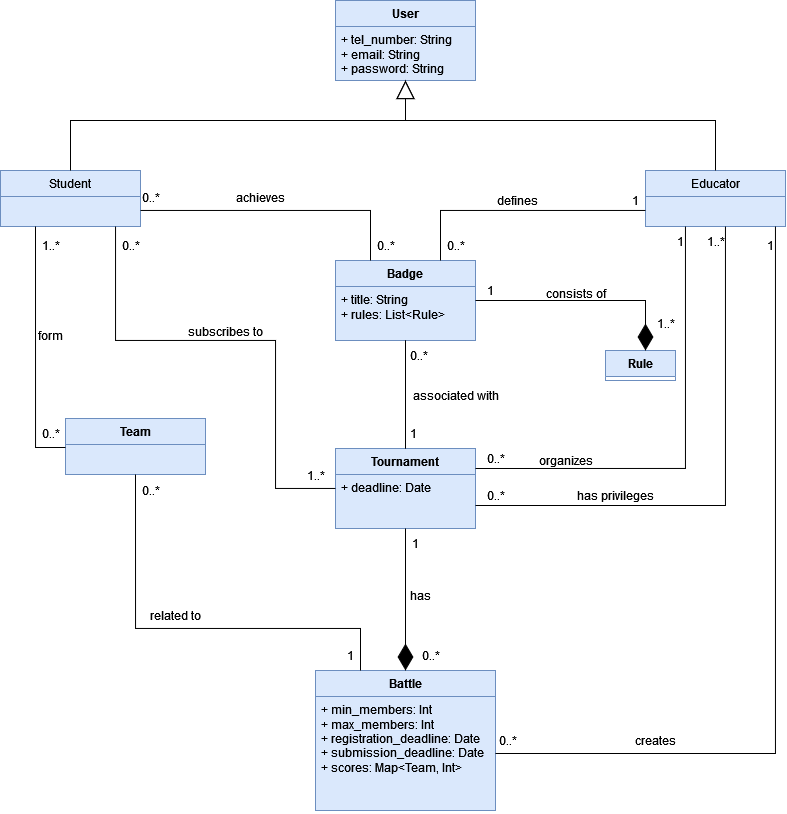 User
+ tel_number: String
+ email: String
+ password: String
Student
Educator
0..*
achieves
defines
1
1..*
0..*
0..*
0..*
1
1..*
1
Badge
+ title: String
+ rules: List<Rule>
1
consists of
1..*
form
subscribes to
0..*
Rule
associated with
Team
0..*
1
Tournament
+ deadline: Date
0..*
organizes
1..*
0..*
has privileges
0..*
1
has
related to
1
0..*
Battle
+ min_members: Int
+ max_members: Int
+ registration_deadline: Date
+ submission_deadline: Date
+ scores: Map<Team, Int>
0..*
creates